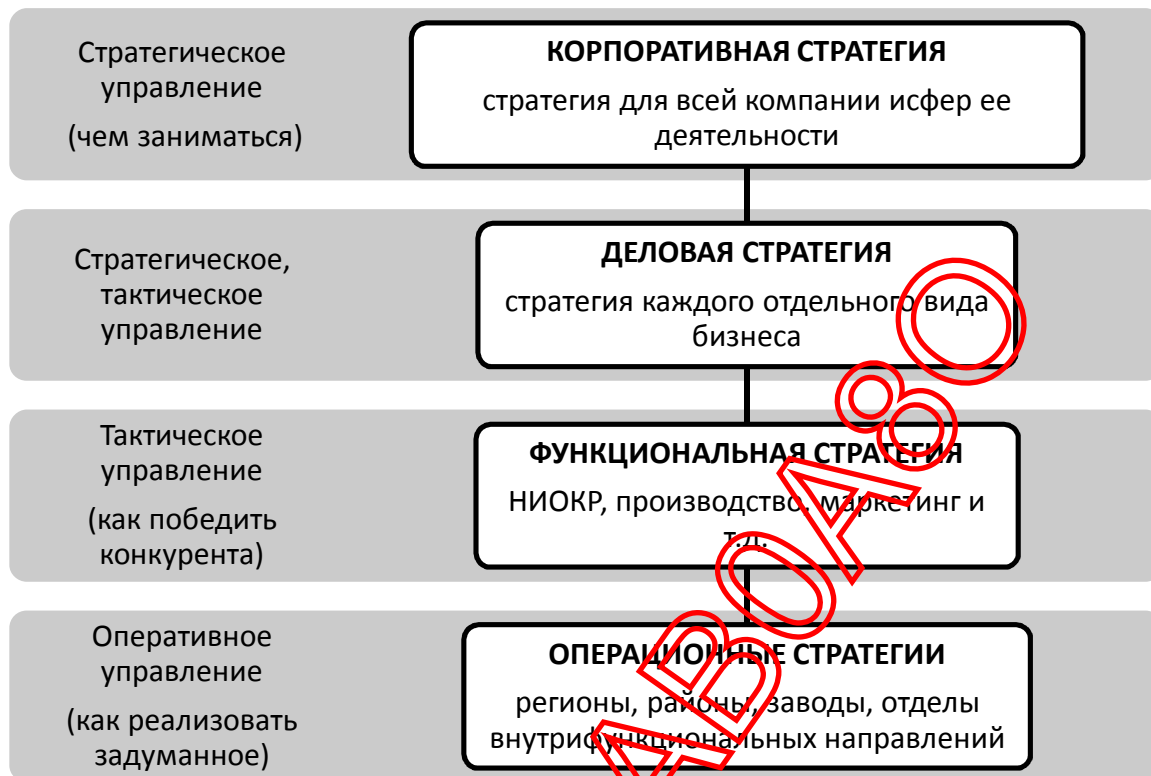 Стратегическое
управление
(чем заниматься)
КОРПОРАТИВНАЯ СТРАТЕГИЯ
стратегия для всей компании исфер ее
деятельности
Стратегическое,
тактическое
управление
ДЕЛОВАЯ СТРАТЕГИЯ
стратегия каждого отдельного вида
бизнеса
Тактическое
управление
(как победить
конкурента)
ФУНКЦИОНАЛЬНАЯ СТРАТЕГИЯ
НИОКР, производство, маркетинг и
т.д.
Оперативное
управление
(как реализовать
задуманное)
ОПЕРАЦИОННЫЕ СТРАТЕГИИ
регионы, районы, заводы, отделы
внутрифункциональных направлений